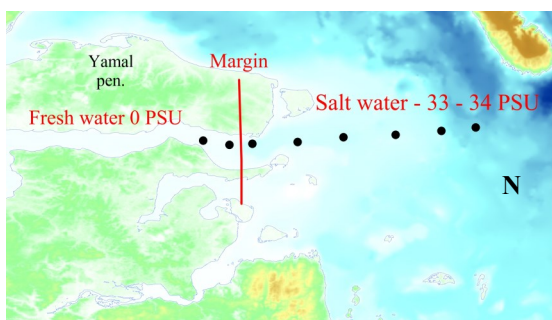 Yamal
pen.
Margin
Fresh water 0 PSU
Salt water - 33 - 34 PSU
N